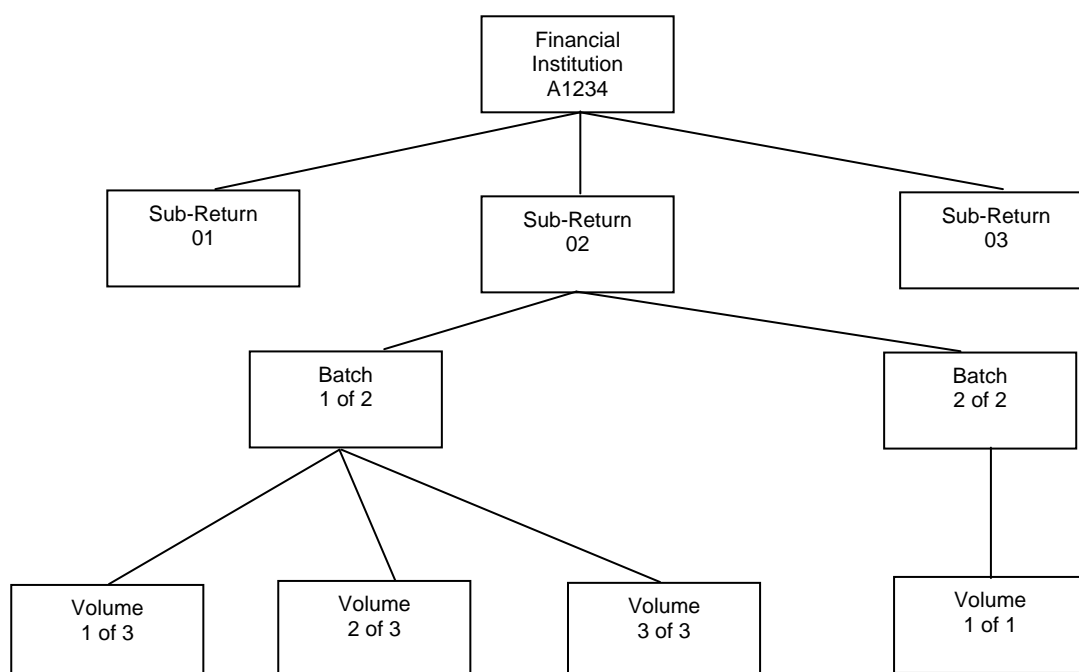 Financial
Institution
A1234
Sub-Return
01
Sub-Return
02
Sub-Return
03
Batch
1 of 2
Batch
2 of 2
Volume
1 of 3
Volume
2 of 3
Volume
3 of 3
Volume
1 of 1